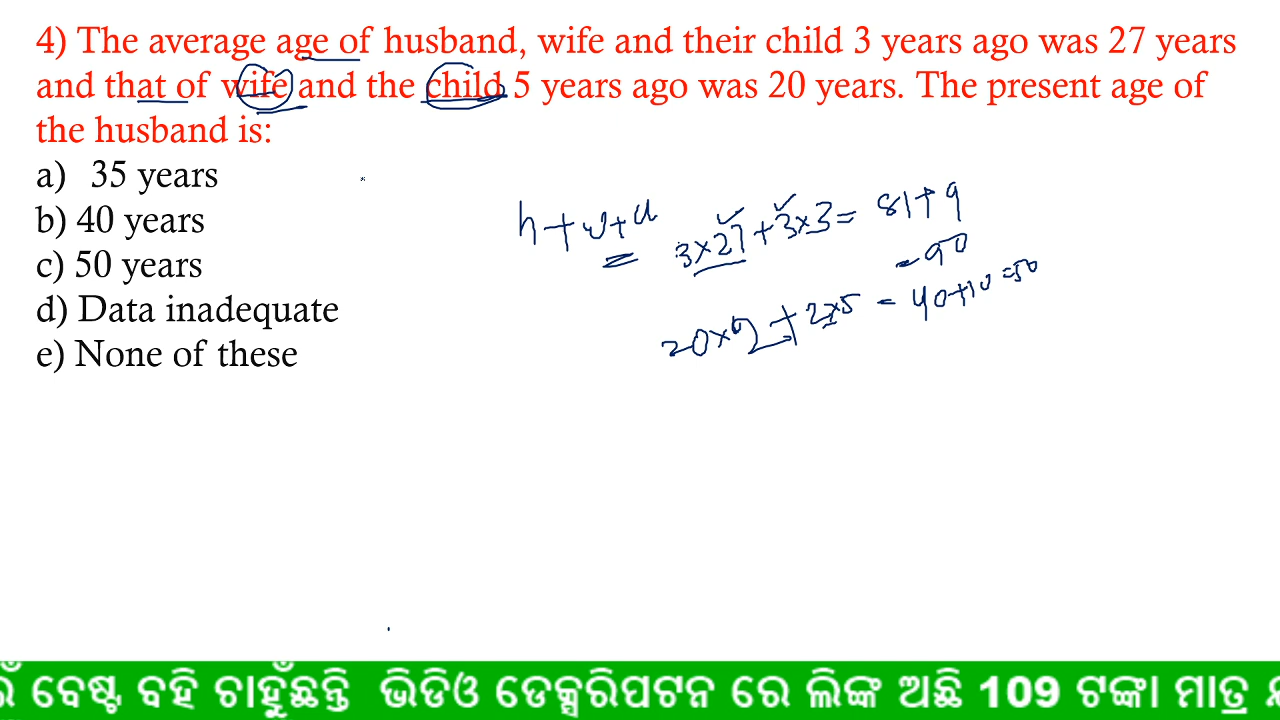 4) The average age of husband, wife and their child 3 years ago was 27 years
and that of wife and the child 5 years ago was 20 years. The present age of
the husband is:
a) 35 years
b) 40 years
c) 50 years
d) Data inadequate
e) None of these
h+w+c 3×27+3×3= 81+9
=90
20×2+2×5 = 40+10=50
ବେଷ୍ଟ ବହି ଚାହୁଁଛନ୍ତି ଭିଡିଓ ଡେକ୍ସରିପଟନ ରେ ଲିଙ୍କ ଅଛି 109 ଟଙ୍କା ମାତ୍ର